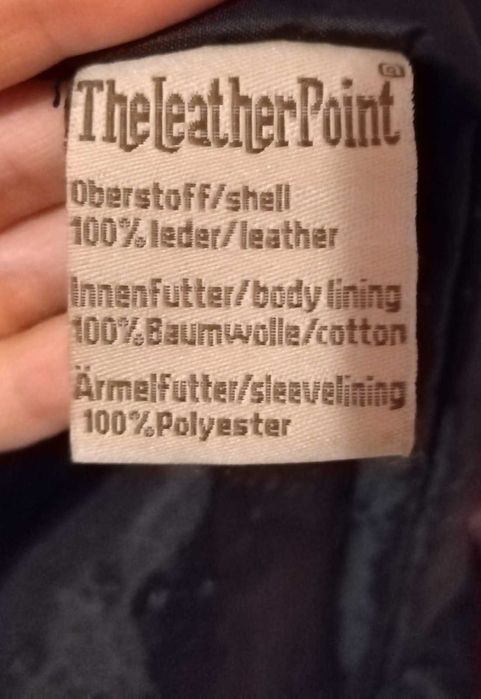 TheLeatherPoint
Oberstoff/shell
100% leder/leather
Innenfutter/body lining
100% Baumwolle/cotton
Ärmelfutter/sleevelining
100% Polyester